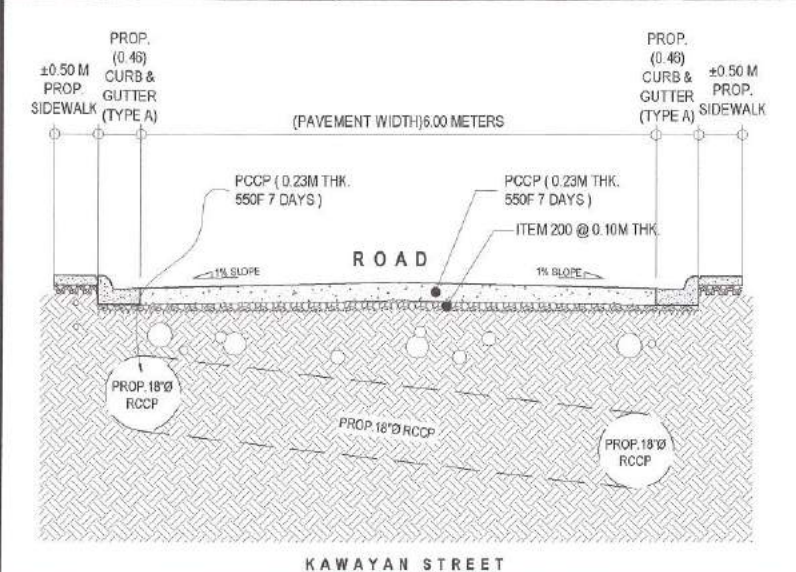 PROP.
(0.46)
CURB &
GUTTER
(TYPE A)
±0.50 M
PROP.
SIDEWALK
(PAVEMENT WIDTH)6.00 METERS
PROP.
(0.46)
CURB &
GUTTER
(TYPE A)
±0.50 M
PROP.
SIDEWALK
PCCP ( 0.23M THK.
550F 7 DAYS )
PCCP ( 0.23M THK.
550F 7 DAYS )
ITEM 200 @ 0.10M THK.
ROAD
1% SLOPE
1% SLOPE
PROP.18"Ø
RCCP
PROP.18"Ø RCCP
PROP.18"Ø
RCCP
KAWAYAN STREET